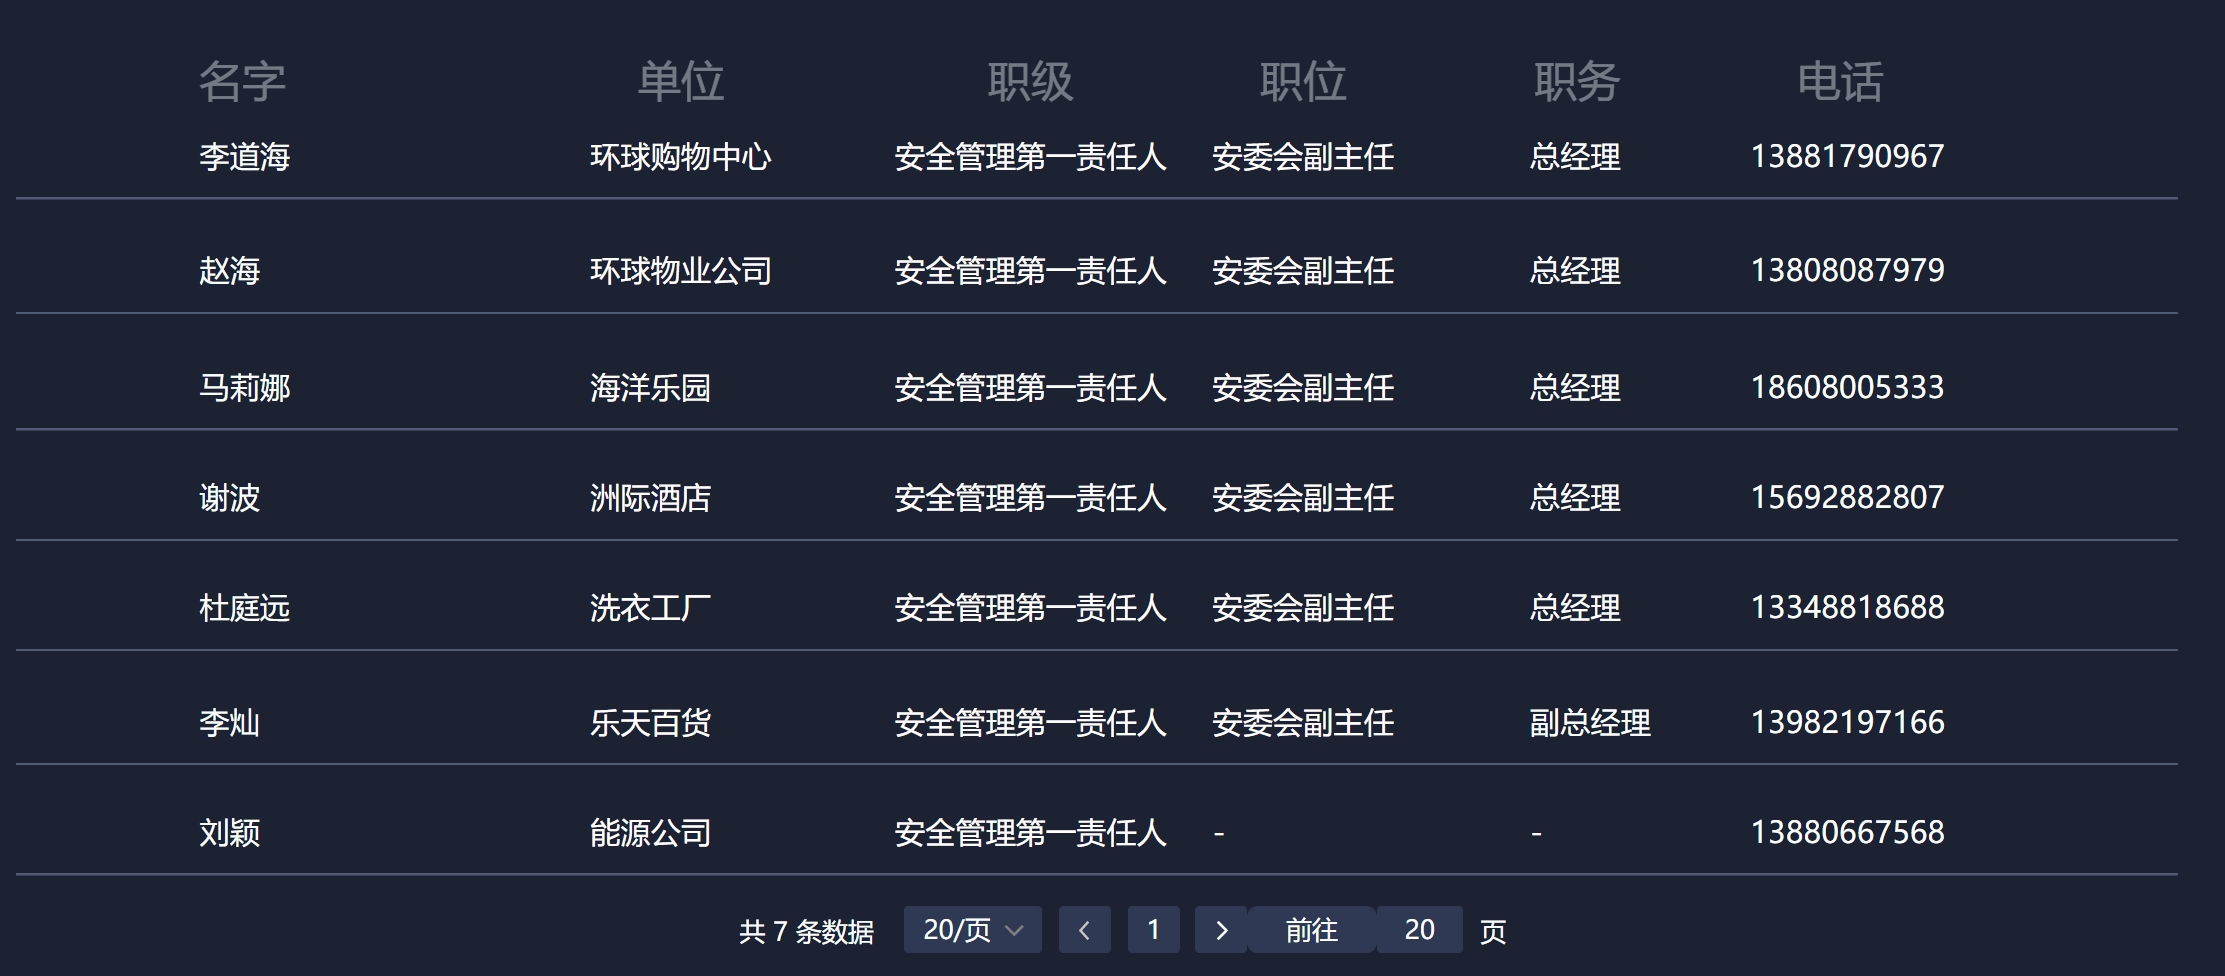 名字 单位 职级 职位 职务 电话
李道海 环球购物中心 安全管理第一责任人 安委会副主任 总经理 13881790967
赵海 环球物业公司 安全管理第一责任人 安委会副主任 总经理 13808087979
马莉娜 海洋乐园 安全管理第一责任人 安委会副主任 总经理 18608005333
谢波 洲际酒店 安全管理第一责任人 安委会副主任 总经理 15692882807
杜庭远 洗衣工厂 安全管理第一责任人 安委会副主任 总经理 13348818688
李灿 乐天百货 安全管理第一责任人 安委会副主任 副总经理 13982197166
刘颖 能源公司 安全管理第一责任人 - - 13880667568
共 7 条数据 20/页 1 前往 20 页